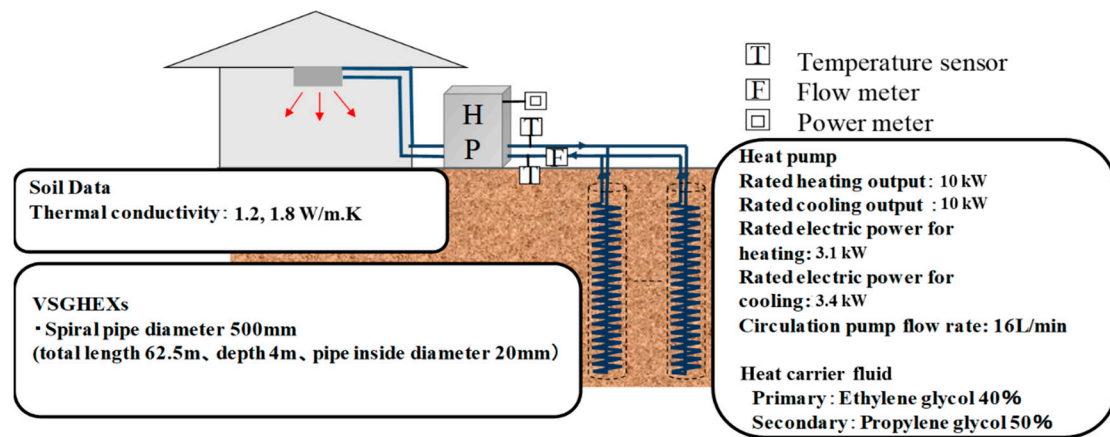 T Temperature sensor
F Flow meter
Power meter
H
P
T
F
T
Soil Data
Thermal conductivity: 1.2, 1.8 W/m.K
VSGHEXs
・Spiral pipe diameter 500mm
(total length 62.5m、depth 4m、pipe inside diameter 20mm）
Heat pump
Rated heating output: 10 kW
Rated cooling output : 10kW
Rated electric power for
heating: 3.1 kW
Rated electric power for
cooling: 3.4 kW
Circulation pump flow rate: 16L/min
Heat carrier fluid
Primary: Ethylene glycol 40%
Secondary: Propylene glycol 50%